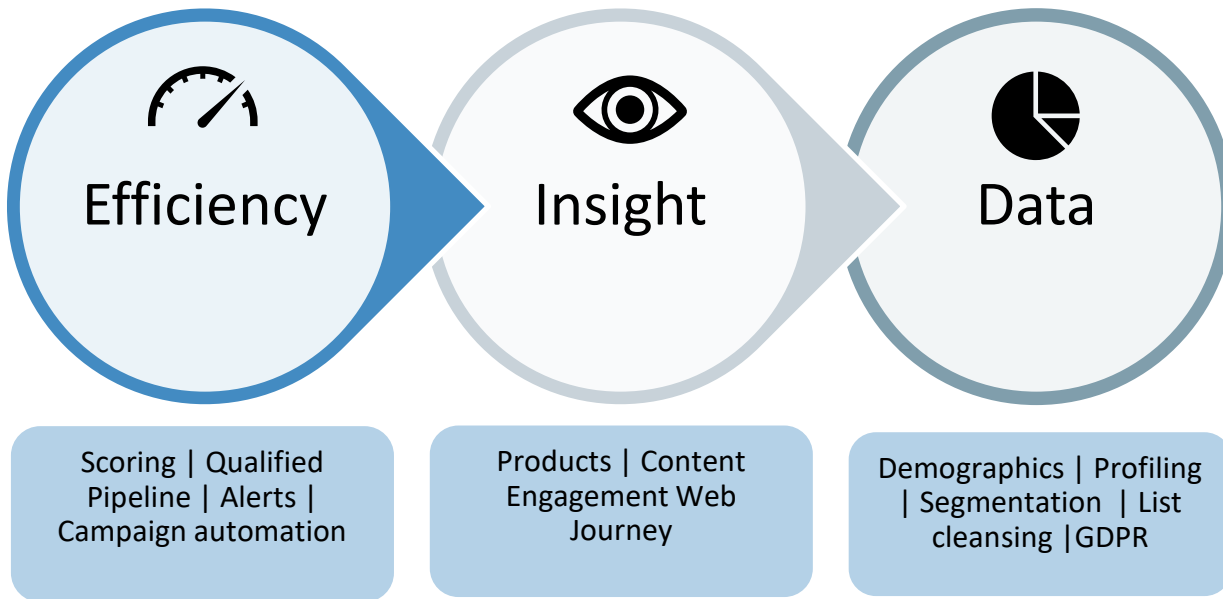 Efficiency
Insight
Data
Scoring | Qualified
Pipeline | Alerts |
Campaign automation
Products | Content
Engagement Web
Journey
Demographics | Profiling
| Segmentation | List
cleansing |GDPR